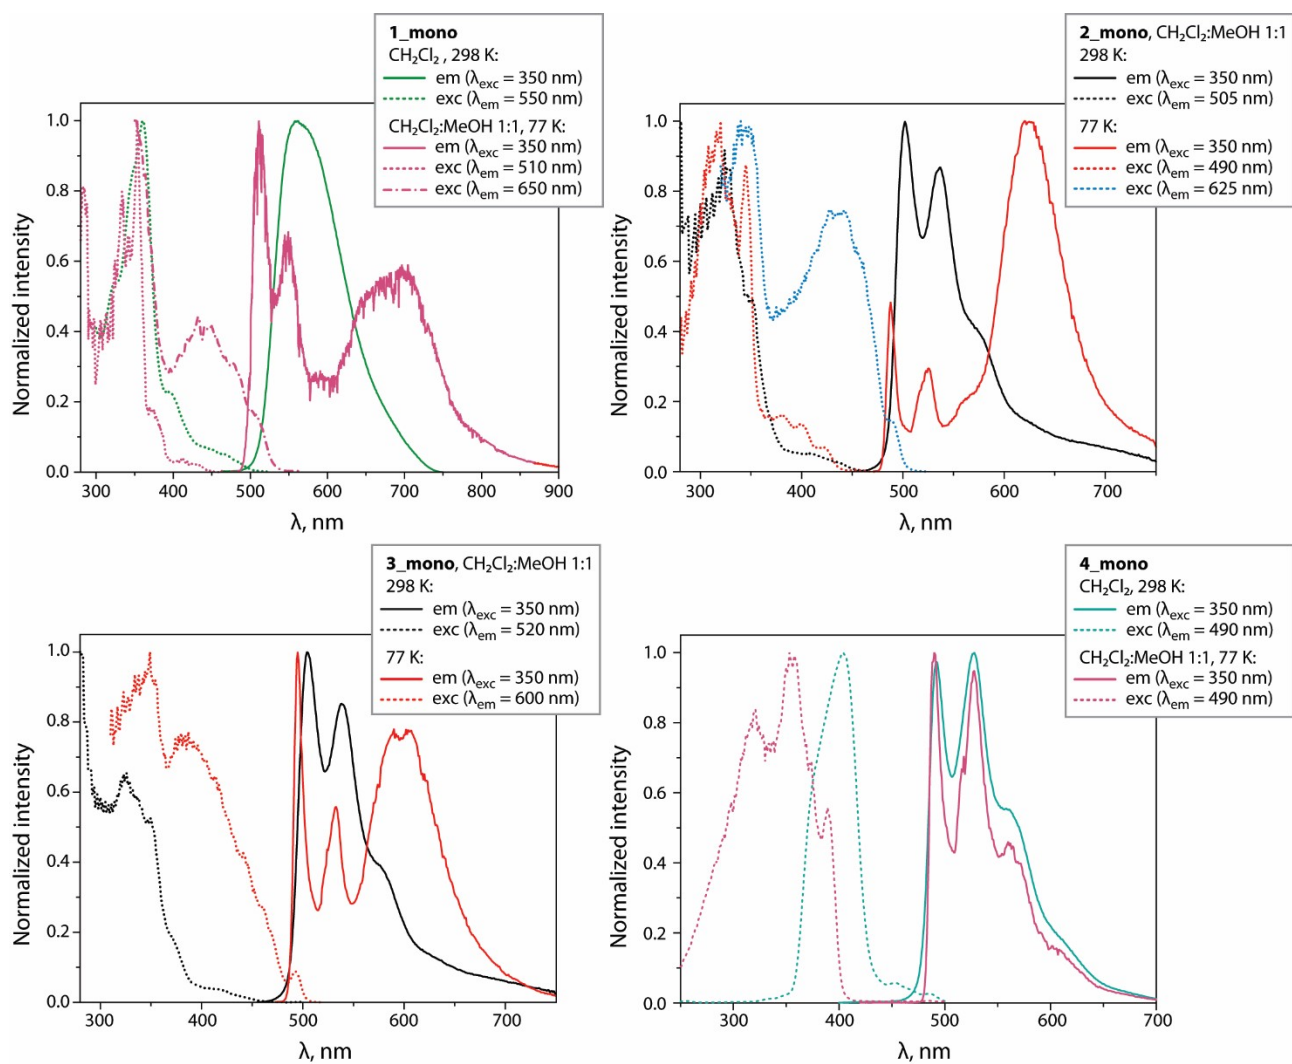 1_mono
CH₂Cl₂ , 298 K:
em (λexc = 350 nm)
exc (λem = 550 nm)
CH₂Cl₂:MeOH 1:1, 77 K:
em (λexc = 350 nm)
exc (λem = 510 nm)
exc (λem = 650 nm)
Normalized intensity
1.0
0.8
0.6
0.4
0.2
0.0
300 400 500 600 700 800 900
λ, nm
2_mono, CH₂Cl₂:MeOH 1:1
298 K:
em (λexc = 350 nm)
exc (λem = 505 nm)
77 K:
em (λexc = 350 nm)
exc (λem = 490 nm)
exc (λem = 625 nm)
Normalized intensity
1.0
0.8
0.6
0.4
0.2
0.0
300 400 500 600 700
λ, nm
3_mono, CH₂Cl₂:MeOH 1:1
298 K:
em (λexc = 350 nm)
exc (λem = 520 nm)
77 K:
em (λexc = 350 nm)
exc (λem = 600 nm)
Normalized intensity
1.0
0.8
0.6
0.4
0.2
0.0
300 400 500 600 700
λ, nm
4_mono
CH₂Cl₂, 298 K:
em (λexc = 350 nm)
exc (λem = 490 nm)
CH₂Cl₂:MeOH 1:1, 77 K:
em (λexc = 350 nm)
exc (λem = 490 nm)
Normalized intensity
1.0
0.8
0.6
0.4
0.2
0.0
300 400 500 600 700
λ, nm